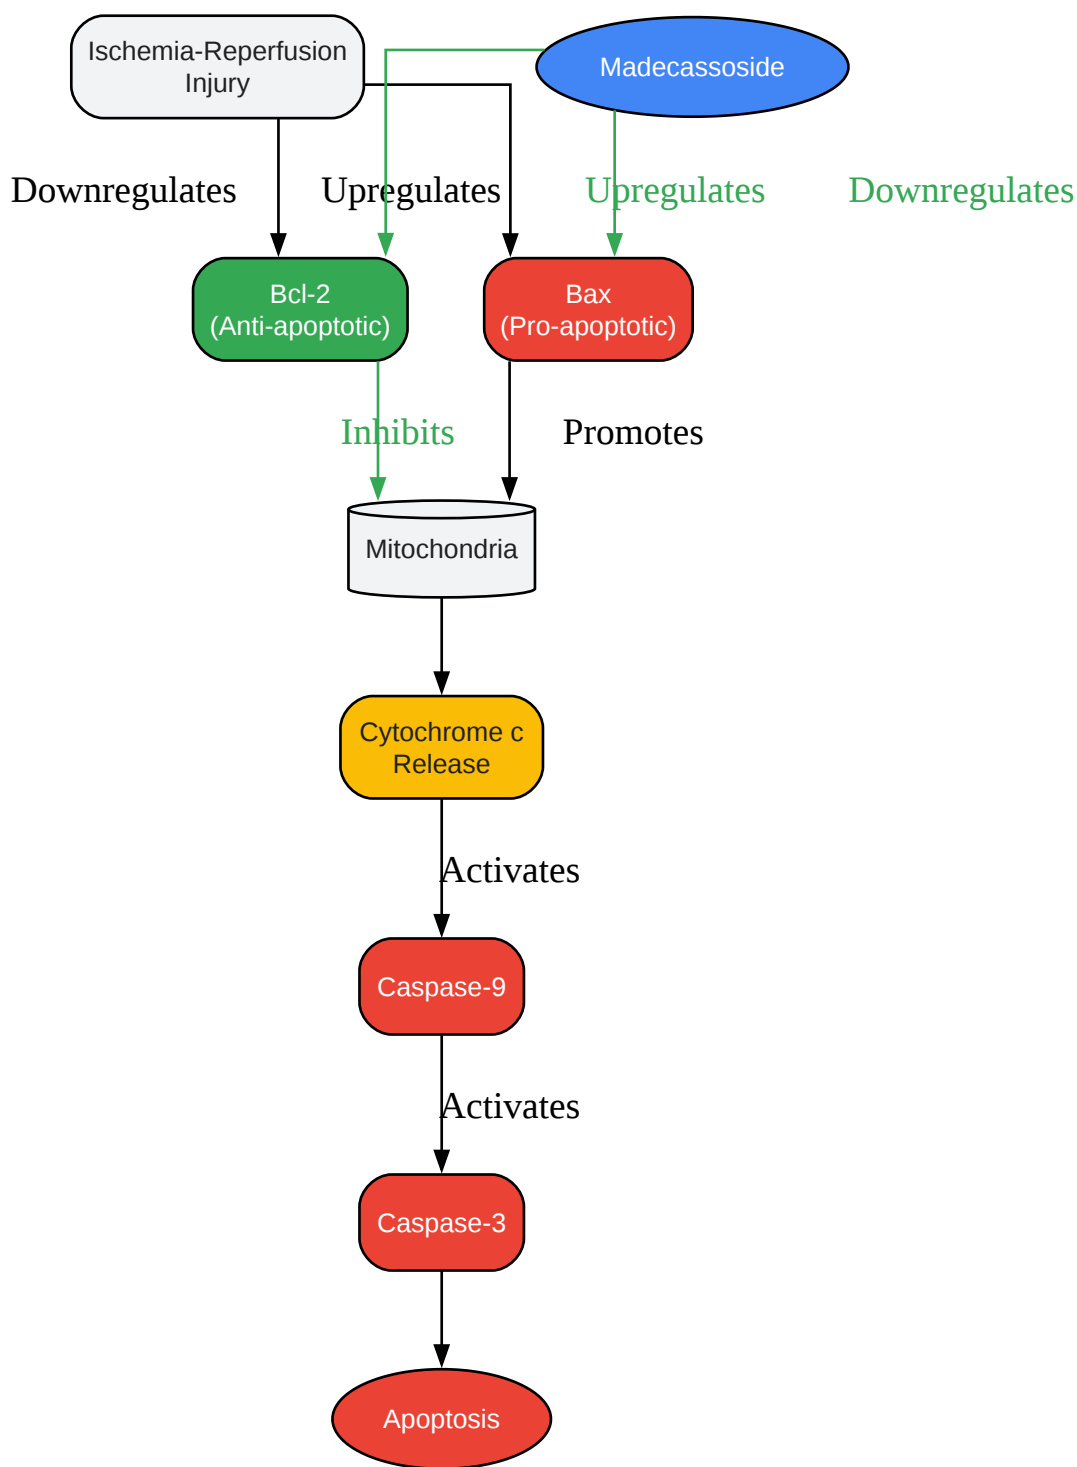 Ischemia-Reperfusion
Injury
Madecassoside
Downregulates
Upregulates
Upregulates
Downregulates
Bcl-2
(Anti-apoptotic)
Bax
(Pro-apoptotic)
Inhibits
Promotes
Mitochondria
Cytochrome c
Release
Activates
Caspase-9
Activates
Caspase-3
Apoptosis